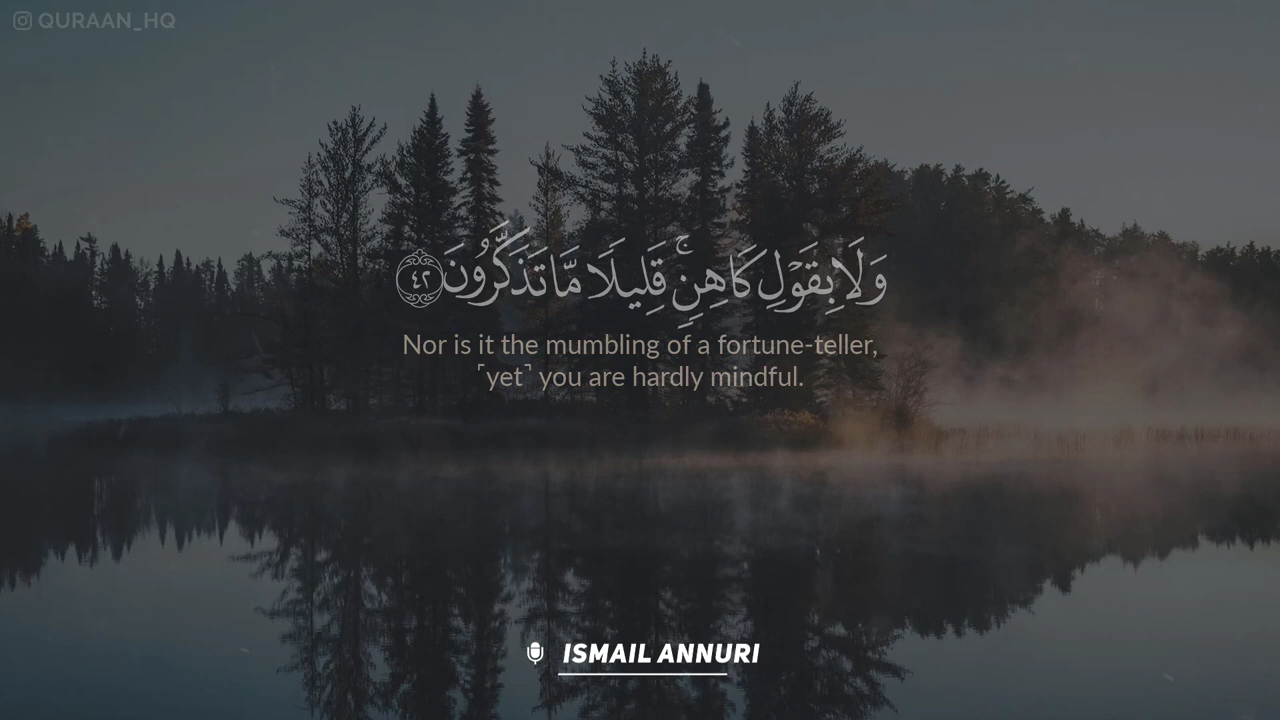 QURAAN_HQ
وَلَا بِقَوْلِ كَاهِنٍ ۚ قَلِيلًا مَّا تَذَكَّرُونَ ٤٢
Nor is it the mumbling of a fortune-teller,
⸢yet⸣ you are hardly mindful.
ISMAIL ANNURI